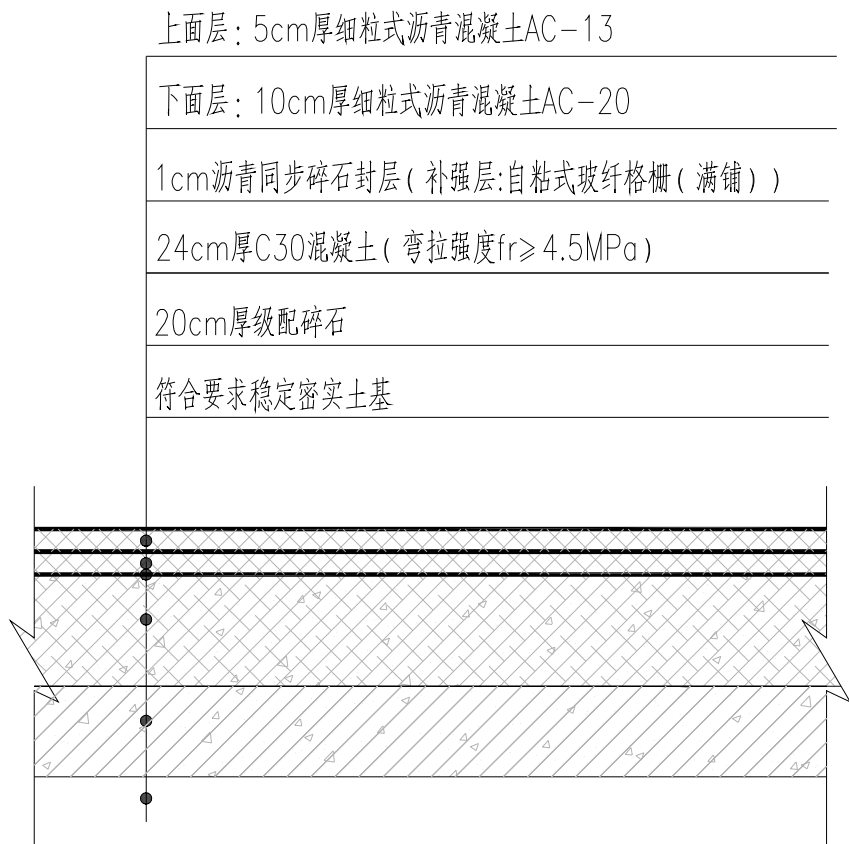 上面层：5cm厚细粒式沥青混凝土AC-13
下面层：10cm厚细粒式沥青混凝土AC-20
1cm沥青同步碎石封层(补强层:自粘式玻纤格栅(满铺))
24cm厚C30混凝土(弯拉强度fr≥4.5MPa)
20cm厚级配碎石
符合要求稳定密实土基